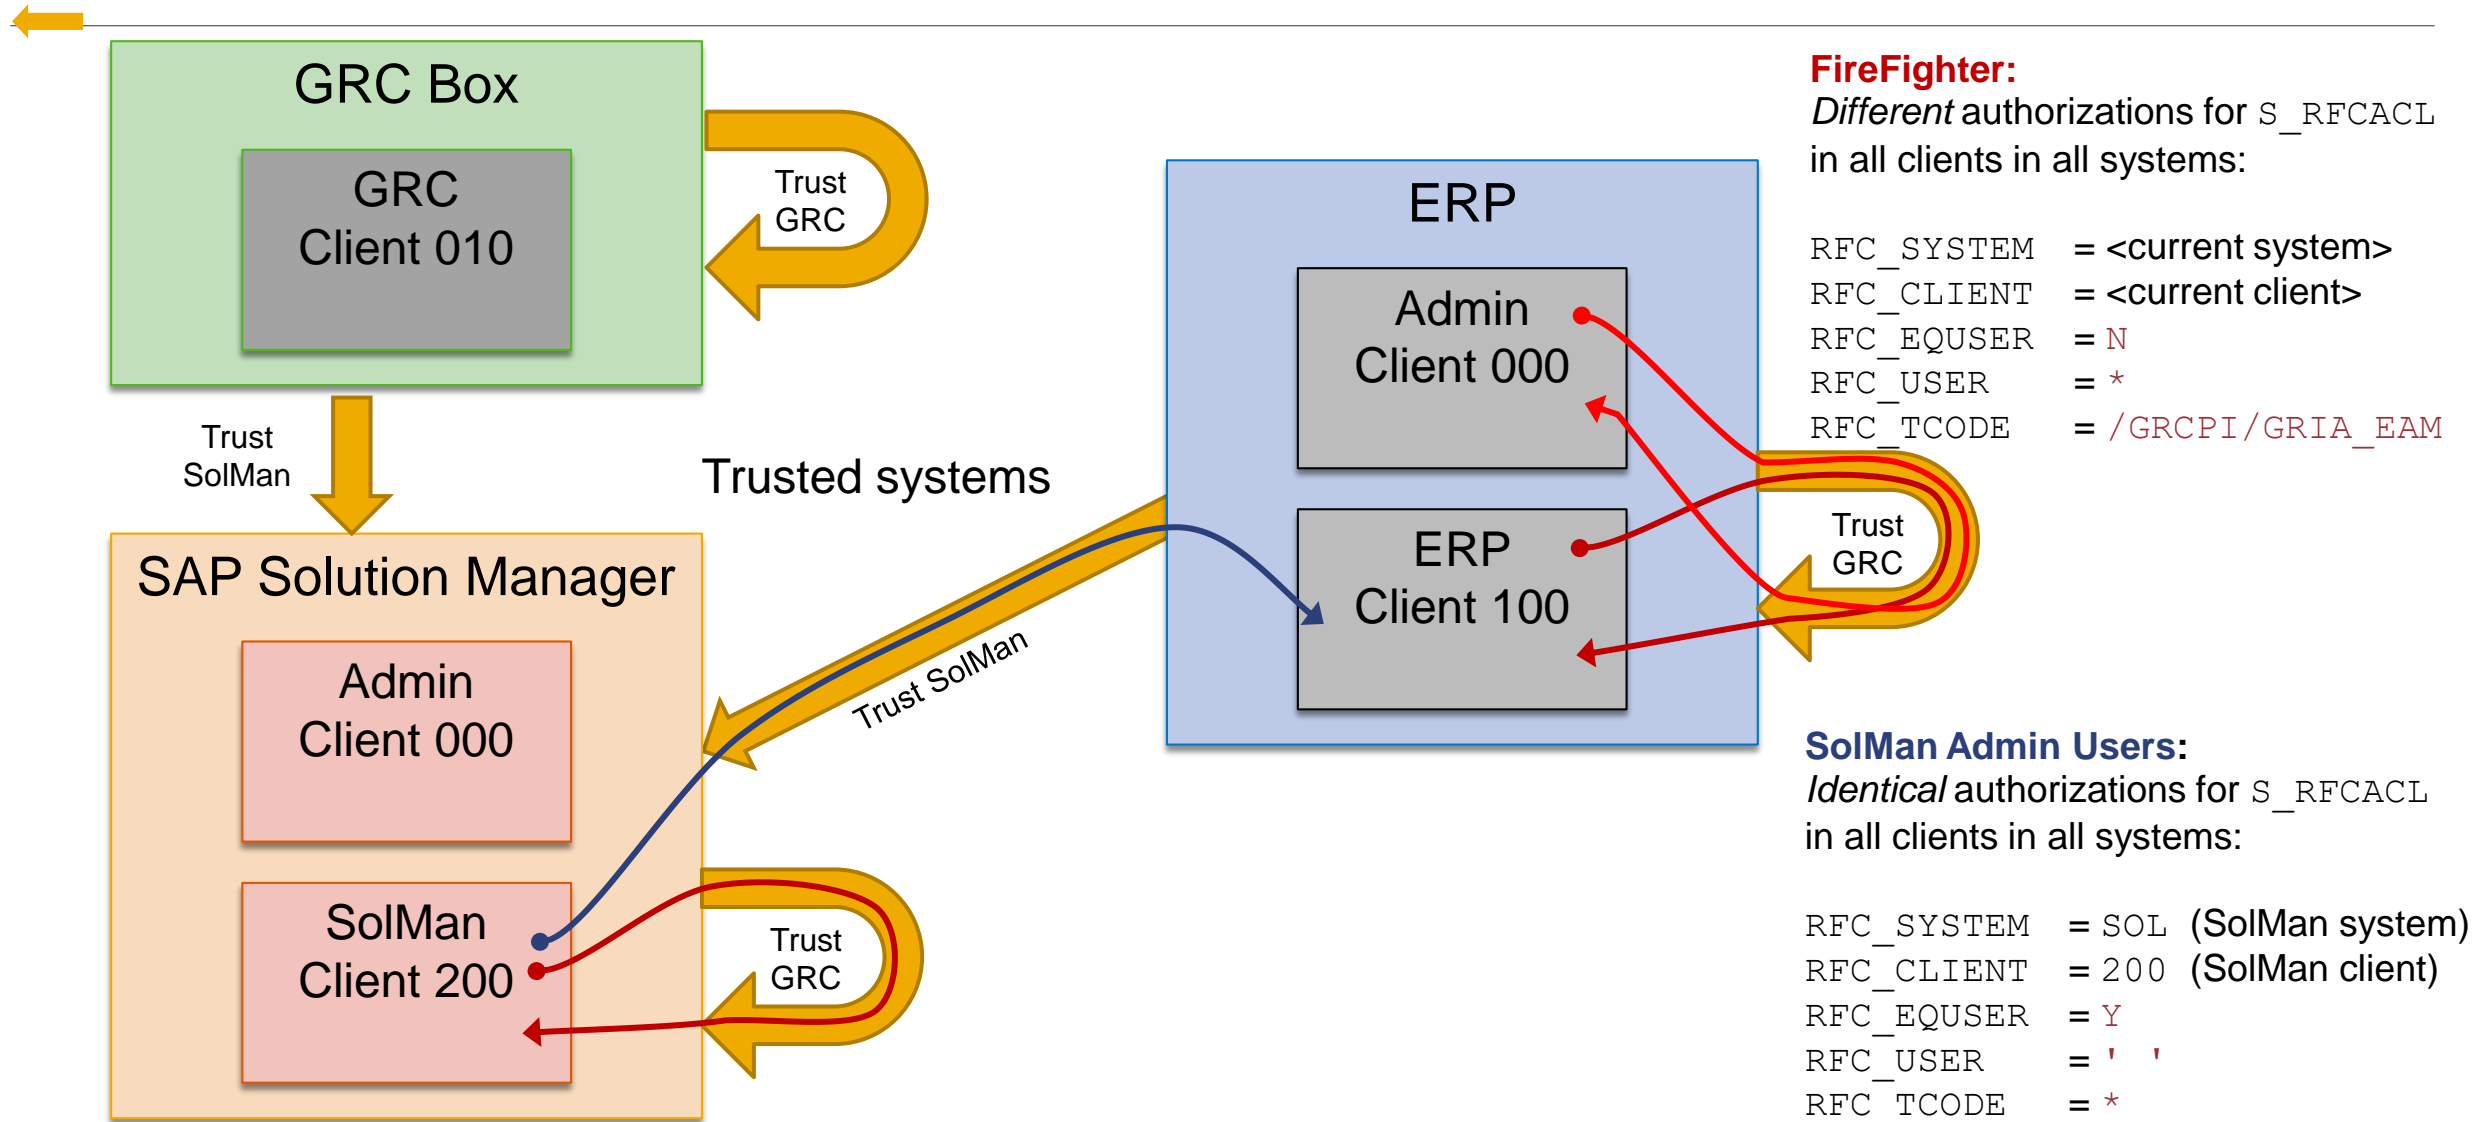 GRC Box
GRC
Client 010
Trust
GRC
Trust
SolMan
Trusted systems
SAP Solution Manager
Admin
Client 000
SolMan
Client 200
Trust
GRC
Trust SolMan
ERP
Admin
Client 000
ERP
Client 100
Trust
GRC
FireFighter:
Different authorizations for S_RFCACL
in all clients in all systems:
RFC_SYSTEM = <current system>
RFC_CLIENT = <current client>
RFC_EQUSER = N
RFC_USER = *
RFC_TCODE = /GRCPI/GRIA_EAM
SolMan Admin Users:
Identical authorizations for S_RFCACL
in all clients in all systems:
RFC_SYSTEM = SOL (SolMan system)
RFC_CLIENT = 200 (SolMan client)
RFC_EQUSER = Y
RFC_USER = ' '
RFC_TCODE = *